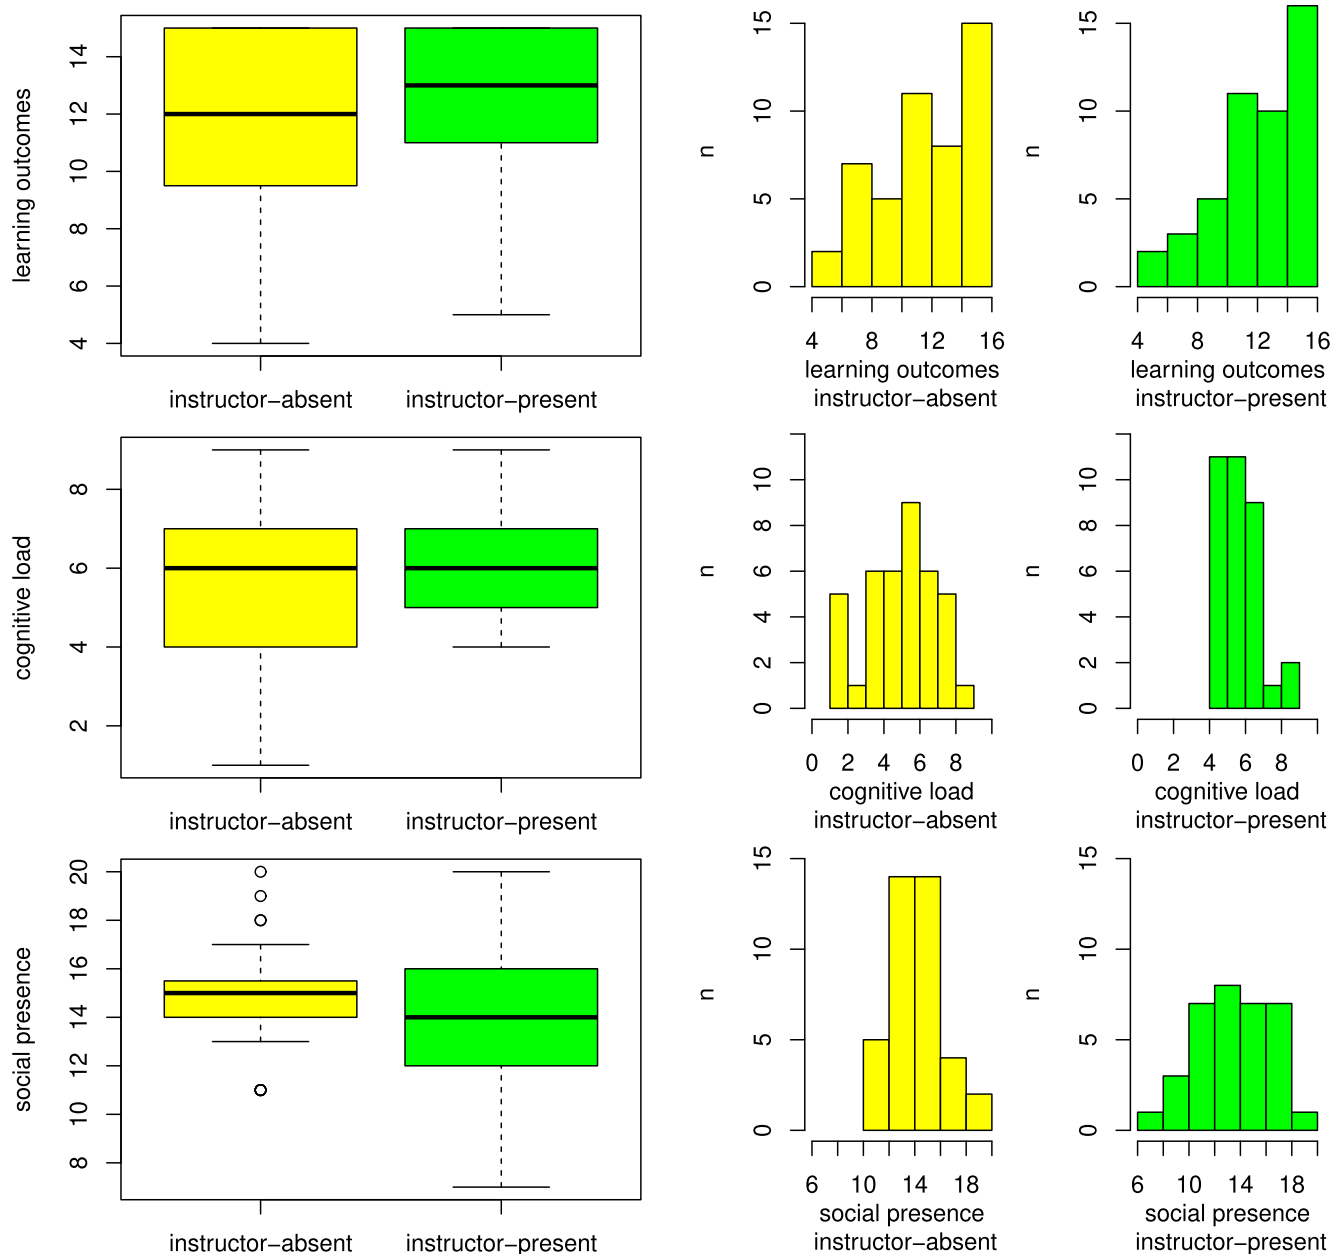 learning outcomes
4 6 8 10 12 14
instructor−absent instructor−present
n
0 5 10 15
4 8 12 16
learning outcomes
instructor−absent
n
0 5 10 15
4 8 12 16
learning outcomes
instructor−present
cognitive load
2 4 6 8
instructor−absent instructor−present
n
0 2 4 6 8 10
0 2 4 6 8
cognitive load
instructor−absent
n
0 2 4 6 8 10
0 2 4 6 8
cognitive load
instructor−present
social presence
8 10 12 14 16 18 20
instructor−absent instructor−present
n
0 5 10 15
6 10 14 18
social presence
instructor−absent
n
0 5 10 15
6 10 14 18
social presence
instructor−present